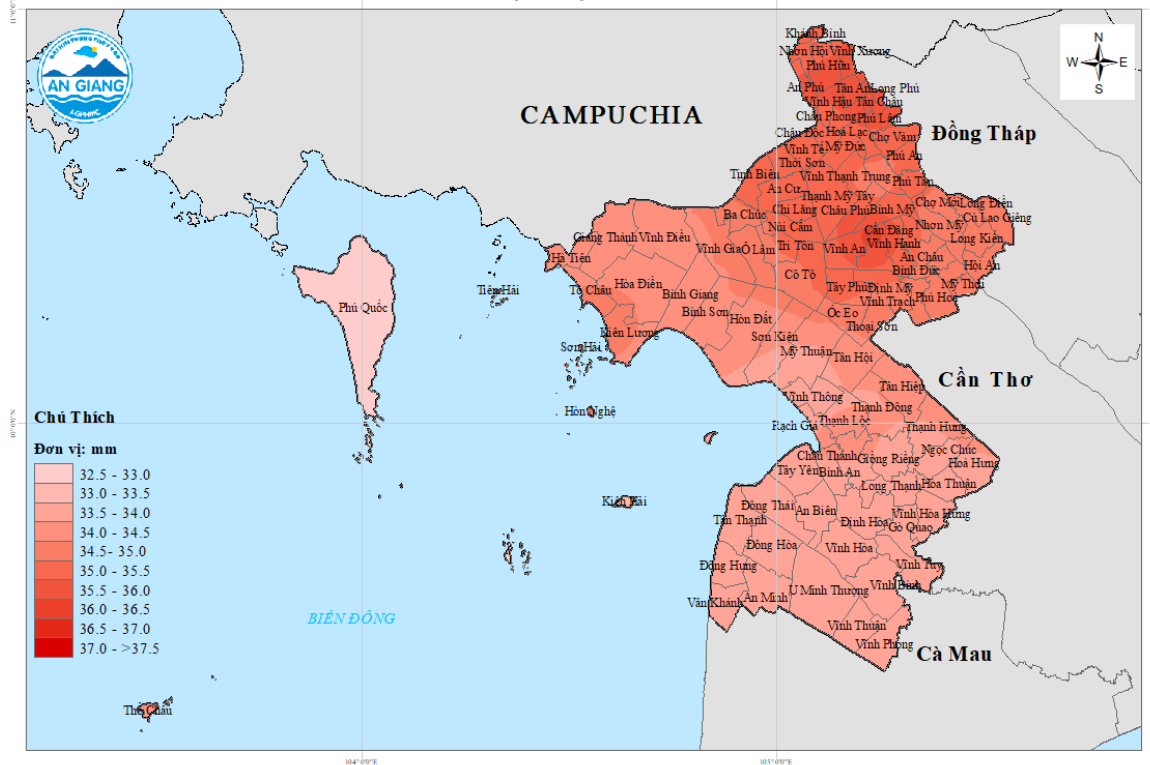 11°0'0"N
AN GIANG
N
W E
S
CAMPUCHIA
Đồng Tháp
Cần Thơ
Cà Mau
BIỂN ĐÔNG
Khánh Bình
Nhơn Hội Vĩnh Xương
Phú Hữu
An Phú Tân An Long Phú
Vĩnh Hậu Tân Châu
Châu Phong Phú Lâm
Châu Đốc Hoà Lạc Chợ Vàm
Vĩnh Tế Mỹ Đức
Thới Sơn Phú An
Tịnh Biên Vĩnh Thạnh Trung Phú Tân
An Cư Thạnh Mỹ Tây
Chợ Mới Long Điền
Ba Chúc Chi Lăng Châu Phú Bình Mỹ Cù Lao Giêng
Núi Cấm Cần Đăng Nhơn Mỹ
Giang Thành Vĩnh Điều Vĩnh Gia Ô Lâm Tri Tôn Vĩnh An Vĩnh Hanh Long Kiến
Hà Tiên An Châu
Cô Tô Bình Đức Hội An
Tiên Hải Tô Châu Hòa Điền Bình Giang Tây Phú Định Mỹ Mỹ Thới
Phú Quốc Bình Sơn Hòn Đất Vĩnh Trạch Phú Hoà
Óc Eo
Kiên Lương Sơn Kiên Thoại Sơn
Sơn Hải Mỹ Thuận Tân Hội
Tân Hiệp
Vĩnh Thông
Hòn Nghệ Thạnh Đông
Rạch Giá Thạnh Lộc Thạnh Hưng
Ngọc Chúc
Châu Thành Giồng Riềng Hoà Hưng
Tây Yên Bình An
Long Thạnh Hòa Thuận
Kiên Hải Đông Thái An Biên
Tân Thạnh Định Hòa Vĩnh Hòa Hưng
Gò Quao
Đông Hòa Vĩnh Hòa
Đông Hưng Vĩnh Tuy
Vĩnh Bình
Vân Khánh An Minh U Minh Thượng
Vĩnh Thuận
Vĩnh Phong
Thổ Châu
10°0'0"N
Chú Thích
Đơn vị: mm
32.5 - 33.0
33.0 - 33.5
33.5 - 34.0
34.0 - 34.5
34.5- 35.0
35.0 - 35.5
35.5 - 36.0
36.0 - 36.5
36.5 - 37.0
37.0 - >37.5
104°0'0"E
105°0'0"E